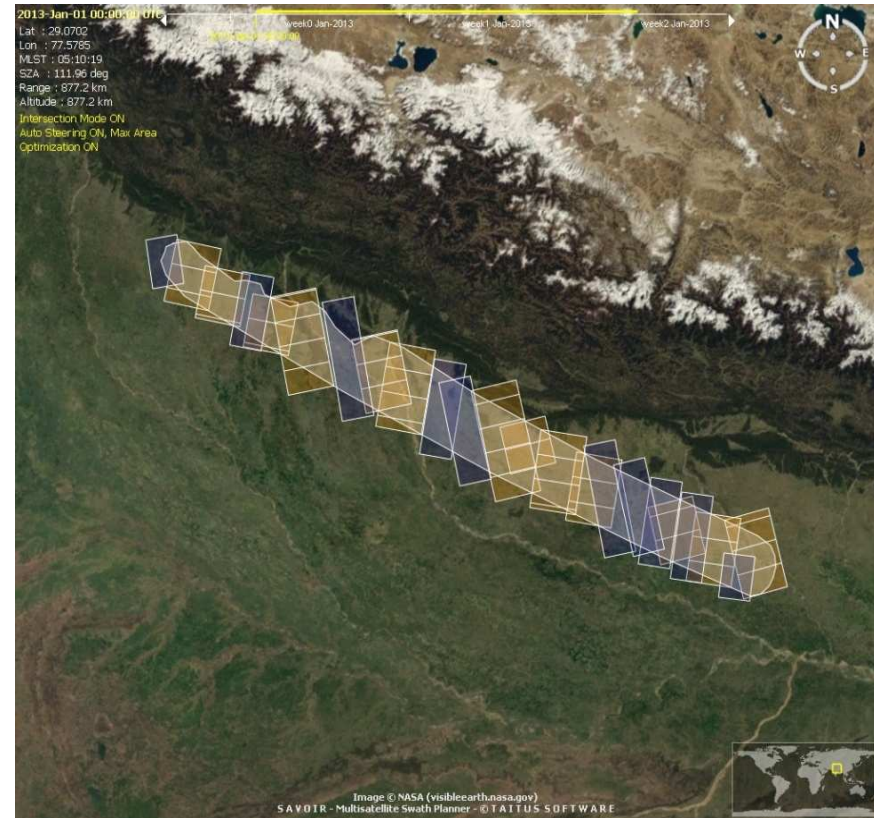 2013-Jan-01 00:00:00 UTC
week0 Jan-2013
week1 Jan-2013
week2 Jan-2013
Lat : 29.0702
Lon : 77.5785
MLST : 05:10:19
SZA : 111.96 deg
Range : 877.2 km
Altitude : 877.2 km
Intersection Mode ON
Auto Steering ON, Max Area
Optimization ON
N
W
E
S
Image © NASA (visibleearth.nasa.gov)
SAVOIR - Multisatellite Swath Planner - © TAITUS SOFTWARE